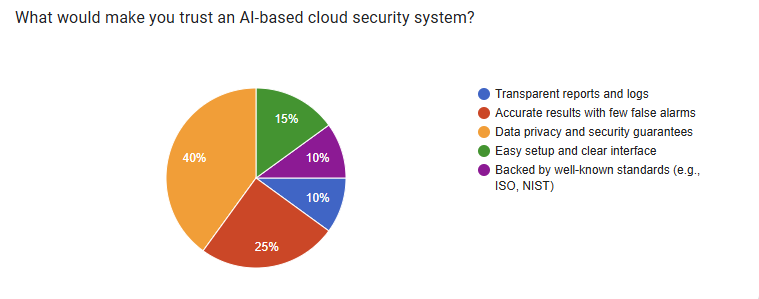 What would make you trust an AI-based cloud security system?
15%
40%
10%
10%
25%
Transparent reports and logs
Accurate results with few false alarms
Data privacy and security guarantees
Easy setup and clear interface
Backed by well-known standards (e.g.,
ISO, NIST)